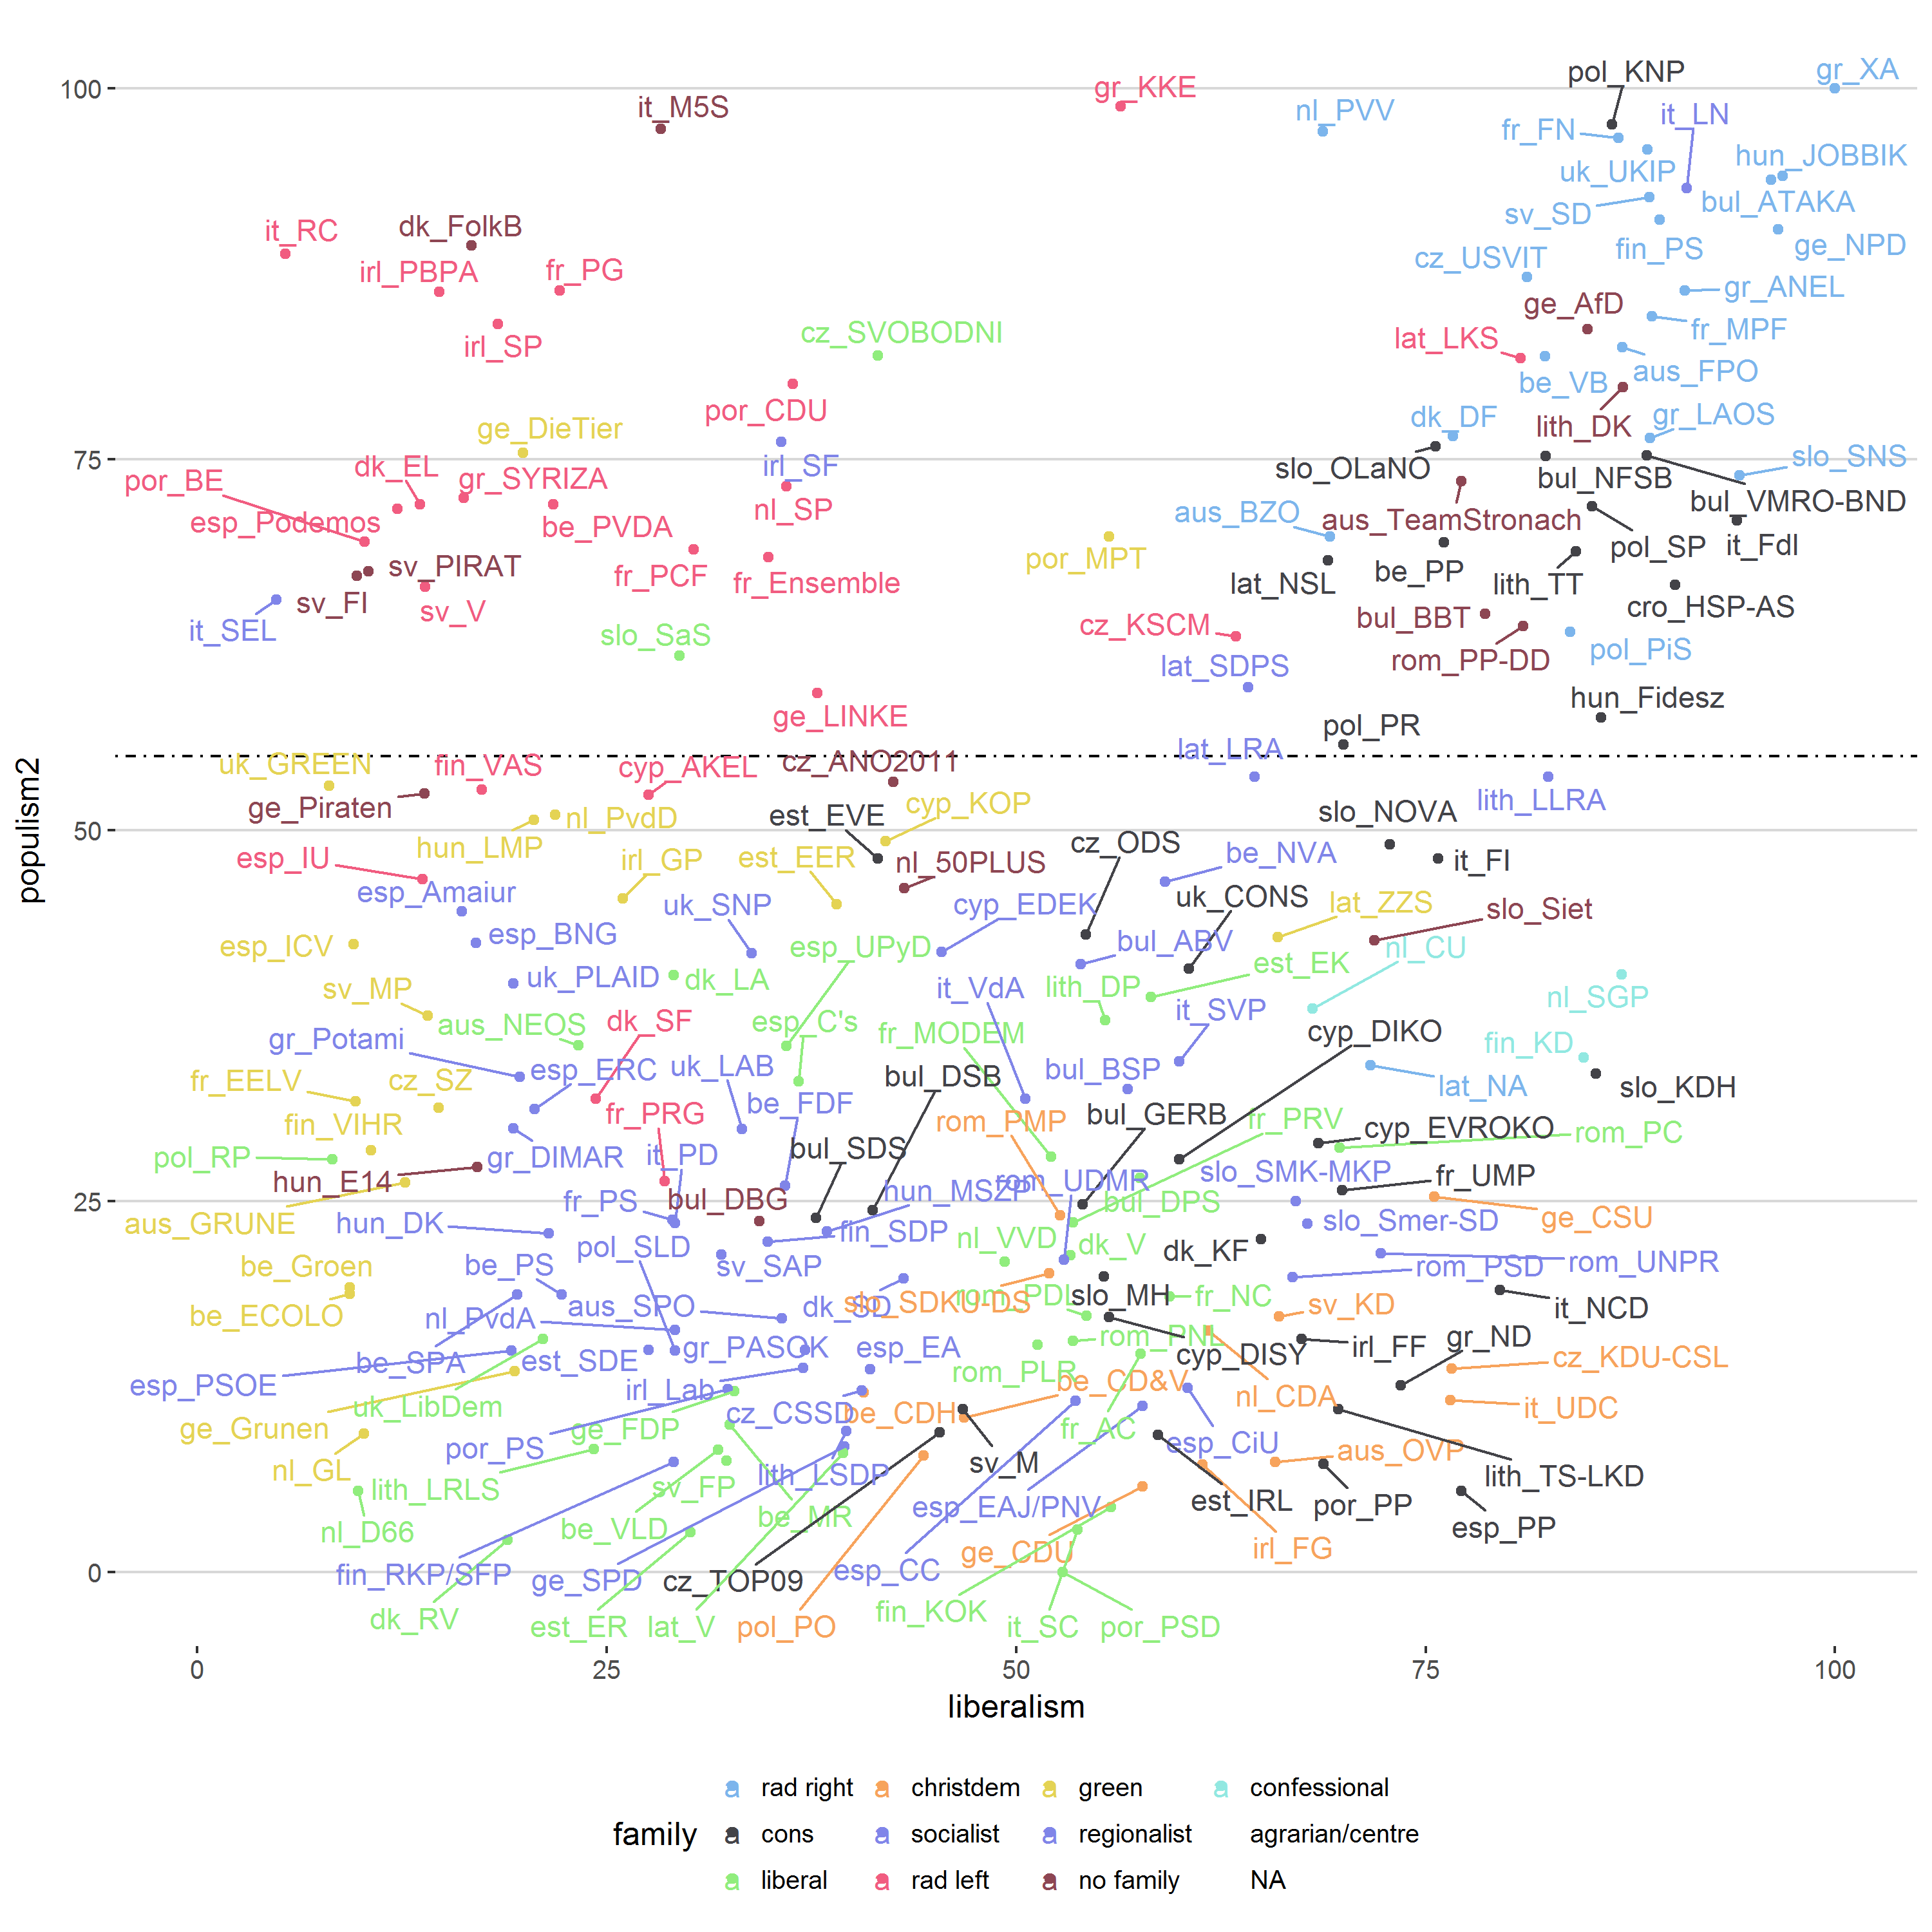 100
75
50
25
0
populism2
pol_KNP
gr_XA
gr_KKE
it_M5S
nl_PVV
it_LN
fr_FN
hun_JOBBIK
uk_UKIP
bul_ATAKA
sv_SD
it_RC
dk_FolkB
fin_PS
ge_NPD
cz_USVIT
irl_PBPA
fr_PG
gr_ANEL
ge_AfD
fr_MPF
cz_SVOBODNI
lat_LKS
irl_SP
aus_FPO
be_VB
por_CDU
dk_DF
gr_LAOS
ge_DieTier
lith_DK
slo_SNS
dk_EL
irl_SF
slo_OLaNO
por_BE
gr_SYRIZA
bul_NFSB
bul_VMRO-BND
nl_SP
aus_BZO
aus_TeamStronach
esp_Podemos
be_PVDA
pol_SP
it_FdI
por_MPT
sv_PIRAT
fr_PCF
fr_Ensemble
be_PP
lat_NSL
lith_TT
sv_FI
sv_V
cro_HSP-AS
it_SEL
slo_SaS
cz_KSCM
bul_BBT
lat_SDPS
rom_PP-DD
pol_PiS
ge_LINKE
hun_Fidesz
pol_PR
lat_LRA
uk_GREEN
fin_VAS
cyp_AKEL
cz_ANO2011
ge_Piraten
cyp_KOP
est_EVE
lith_LLRA
slo_NOVA
nl_PvdD
hun_LMP
cz_ODS
be_NVA
it_FI
esp_IU
irl_GP
est_EER
nl_50PLUS
esp_Amaiur
uk_SNP
cyp_EDEK
uk_CONS
lat_ZZS
slo_Siet
esp_ICV
esp_BNG
esp_UPyD
bul_ABV
nl_CU
est_EK
uk_PLAID
dk_LA
sv_MP
it_VdA
lith_DP
nl_SGP
aus_NEOS
dk_SF
esp_C's
fr_MODEM
it_SVP
cyp_DIKO
gr_Potami
fin_KD
esp_ERC
uk_LAB
bul_DSB
bul_BSP
fr_EELV
cz_SZ
lat_NA
slo_KDH
be_FDF
fr_PRG
rom_PMP
bul_GERB
fr_PRV
fin_VIHR
cyp_EVROKO
rom_PC
pol_RP
gr_DIMAR
it_PD
bul_SDS
slo_SMK-MKP
fr_UMP
hun_E14
fr_PS
bul_DBG
hun_MSZP
rom_UDMR
bul_DPS
aus_GRUNE
hun_DK
fin_SDP
slo_Smer-SD
ge_CSU
pol_SLD
nl_VVD
dk_V
dk_KF
be_Groen
be_PS
sv_SAP
rom_PSD
rom_UNPR
be_ECOLO
aus_SPO
dk_SD
slo_SDKU-DS
rom_PDL
slo_MH
fr_NC
sv_KD
it_NCD
nl_PvdA
gr_PASOK
esp_EA
rom_PNL
irl_FF
gr_ND
be_SPA
est_SDE
cyp_DISY
cz_KDU-CSL
esp_PSOE
irl_Lab
rom_PLR
be_CD&V
nl_CDA
it_UDC
uk_LibDem
cz_CSSD
be_CDH
ge_Grunen
ge_FDP
fr_AC
esp_CiU
por_PS
aus_OVP
nl_GL
sv_M
lith_LSDP
lith_TS-LKD
lith_LRLS
sv_FP
est_IRL
por_PP
be_MR
esp_EAJ/PNV
be_VLD
nl_D66
esp_PP
ge_CDU
irl_FG
fin_RKP/SFP
ge_SPD
cz_TOP09
esp_CC
dk_RV
est_ER
lat_V
pol_PO
fin_KOK
it_SC
por_PSD
0
25
50
75
100
liberalism
family
a rad right
a christdem
a green
a confessional
a cons
a socialist
a regionalist
agrarian/centre
a liberal
a rad left
a no family
NA